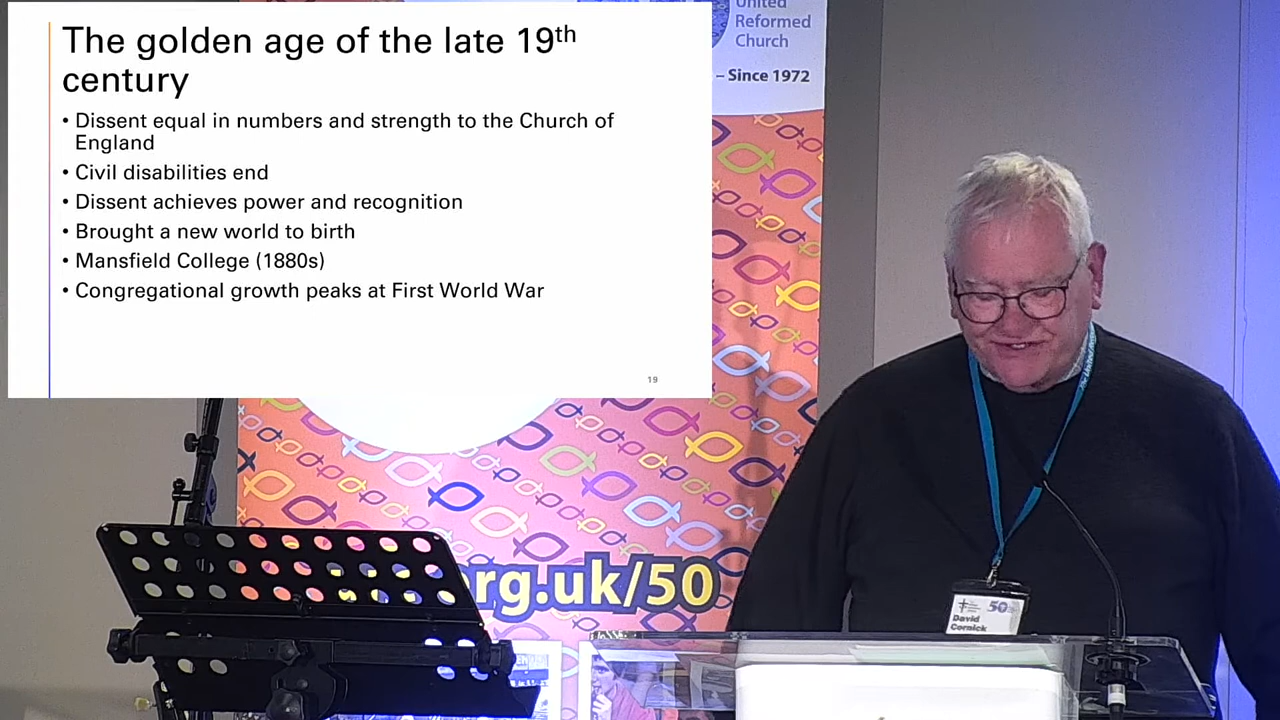 The golden age of the late 19th
century
• Dissent equal in numbers and strength to the Church of
England
• Civil disabilities end
• Dissent achieves power and recognition
• Brought a new world to birth
• Mansfield College (1880s)
• Congregational growth peaks at First World War
19
United
Reformed
Church
– Since 1972
org.uk/50
50
David
Cornick